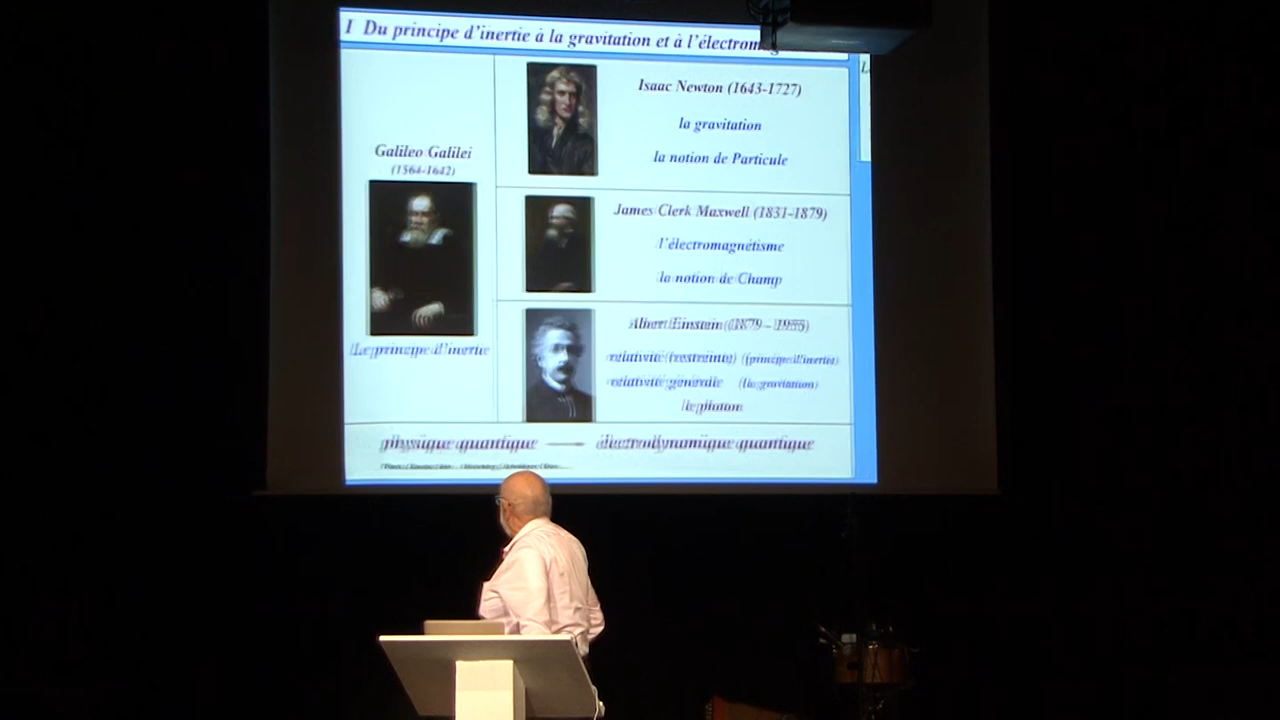 I Du principe d'inertie à la gravitation et à l'électromag
Galileo Galilei
(1564-1642)
Le principe d'inertie
Isaac Newton (1643-1727)
la gravitation
la notion de Particule
James Clerk Maxwell (1831-1879)
l'électromagnétisme
la notion de Champ
Albert Einstein (1879 – 1955)
relativité (restreinte) (principe d'inertie)
relativité générale (la gravitation)
le photon
physique quantique — électrodynamique quantique